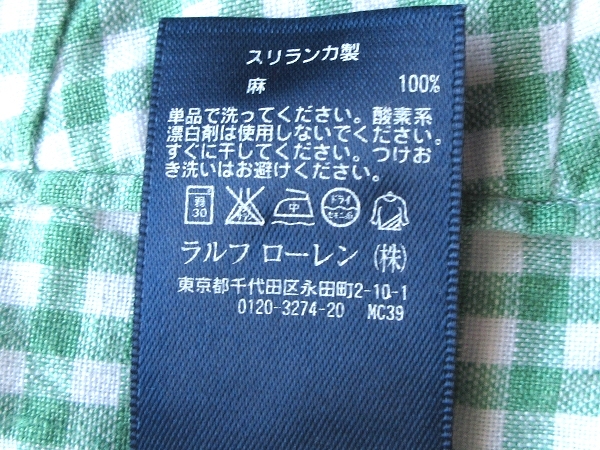 スリランカ製
麻 100%
単品で洗ってください。酸素系
漂白剤は使用しないでください。
すぐに干してください。つけお
き洗いはお避けください。
弱 30 中 ドライ セキユ系
ラルフ ローレン (株)
東京都千代田区永田町2-10-1
0120-3274-20 MC39